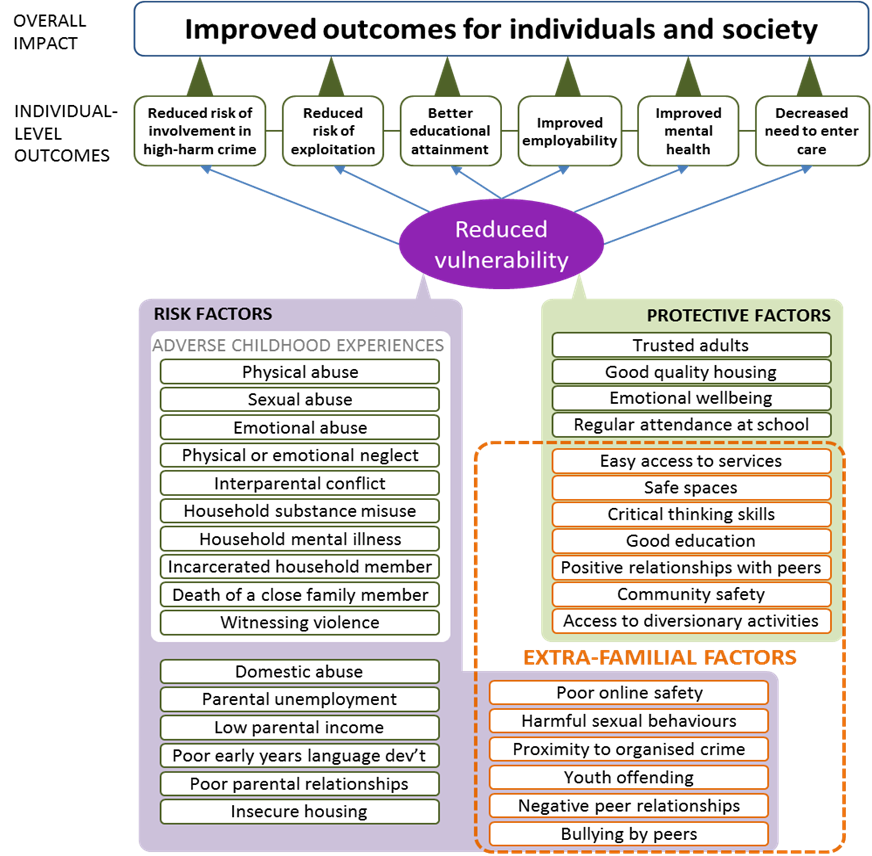 OVERALL
IMPACT
Improved outcomes for individuals and society
INDIVIDUAL-
LEVEL
OUTCOMES
Reduced risk of
involvement in
high-harm crime
Reduced
risk of
exploitation
Better
educational
attainment
Improved
employability
Improved
mental
health
Decreased
need to enter
care
Reduced
vulnerability
RISK FACTORS
ADVERSE CHILDHOOD EXPERIENCES
Physical abuse
Sexual abuse
Emotional abuse
Physical or emotional neglect
Interparental conflict
Household substance misuse
Household mental illness
Incarcerated household member
Death of a close family member
Witnessing violence
Domestic abuse
Parental unemployment
Low parental income
Poor early years language dev’t
Poor parental relationships
Insecure housing
PROTECTIVE FACTORS
Trusted adults
Good quality housing
Emotional wellbeing
Regular attendance at school
Easy access to services
Safe spaces
Critical thinking skills
Good education
Positive relationships with peers
Community safety
Access to diversionary activities
EXTRA-FAMILIAL FACTORS
Poor online safety
Harmful sexual behaviours
Proximity to organised crime
Youth offending
Negative peer relationships
Bullying by peers